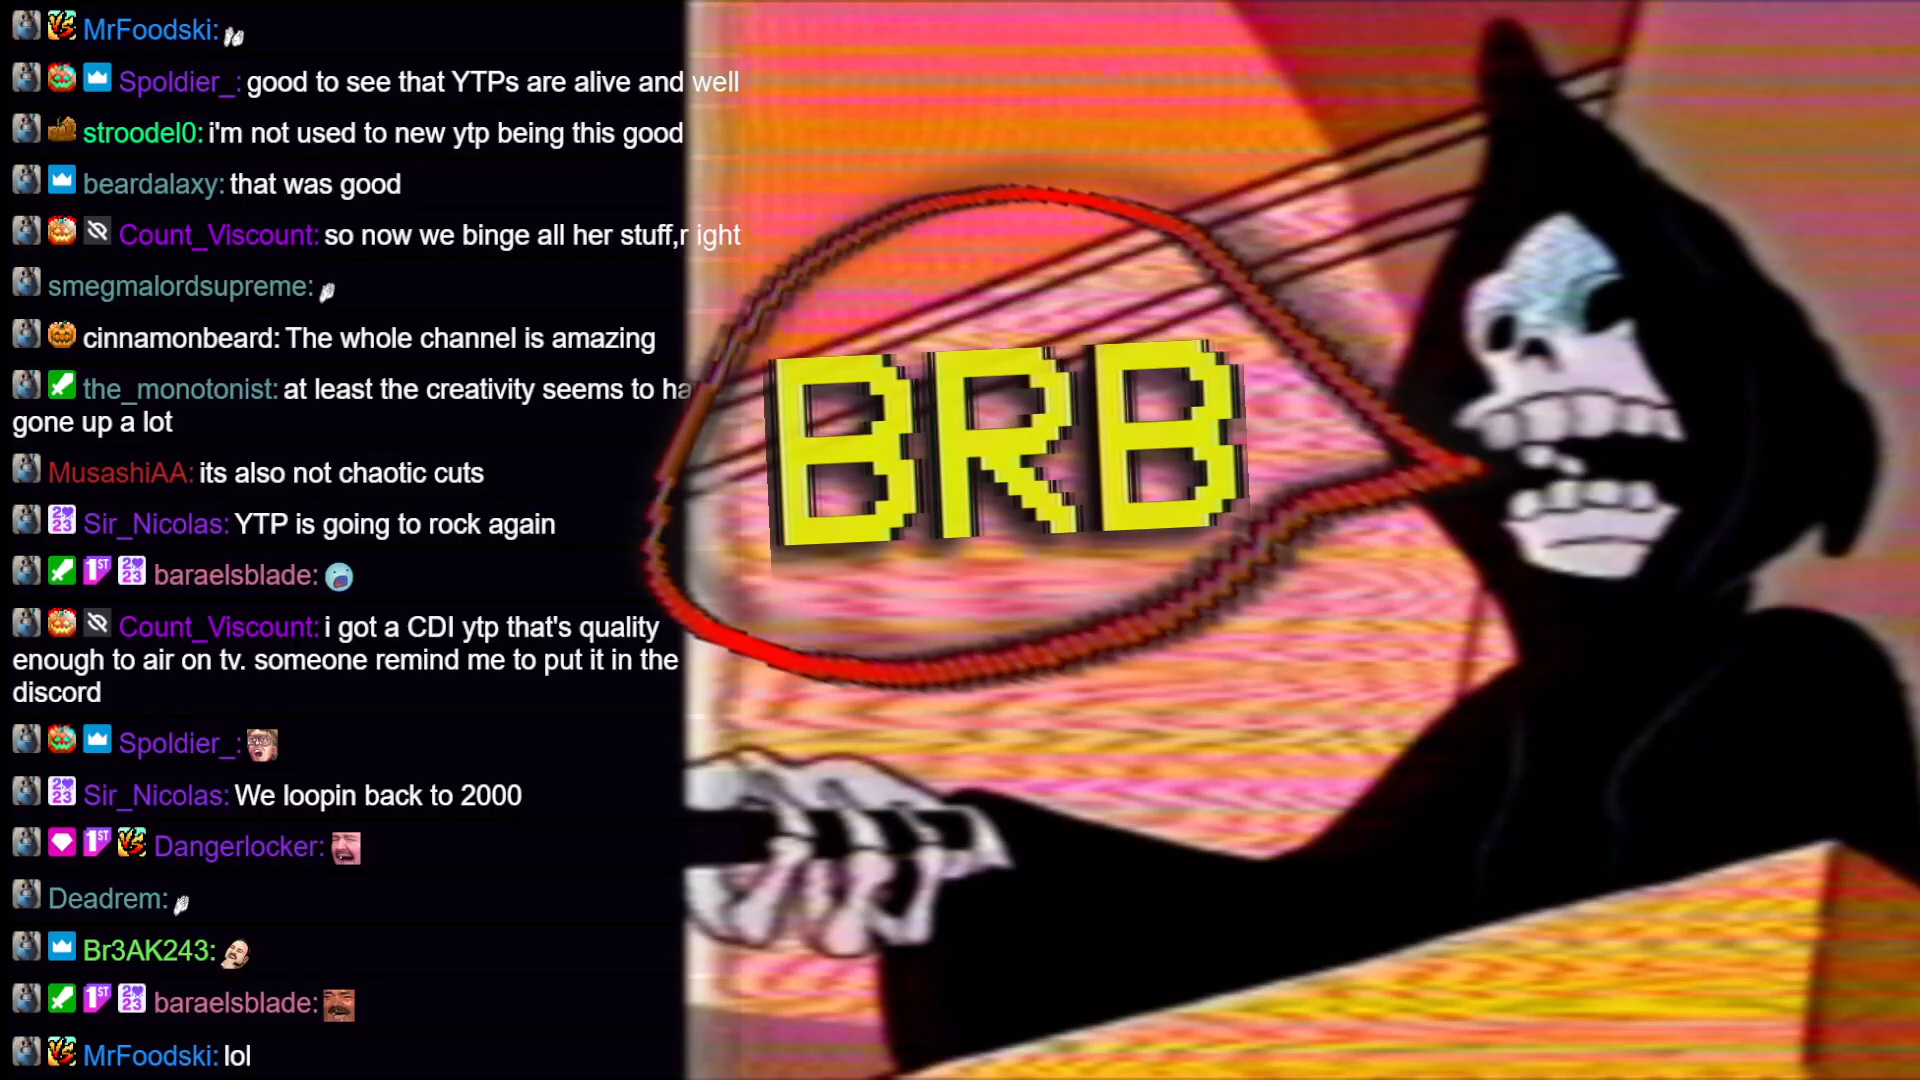 MrFoodski:
Spoldier_: good to see that YTPs are alive and well
stroodel0: i'm not used to new ytp being this good
beardalaxy: that was good
Count_Viscount: so now we binge all her stuff,r ight
smegmalordsupreme:
cinnamonbeard: The whole channel is amazing
the_monotonist: at least the creativity seems to ha
gone up a lot
MusashiAA: its also not chaotic cuts
Sir_Nicolas: YTP is going to rock again
baraelsblade:
Count_Viscount: i got a CDI ytp that's quality
enough to air on tv. someone remind me to put it in the
discord
Spoldier_:
Sir_Nicolas: We loopin back to 2000
Dangerlocker:
Deadrem:
Br3AK243:
baraelsblade:
MrFoodski: lol
BRB